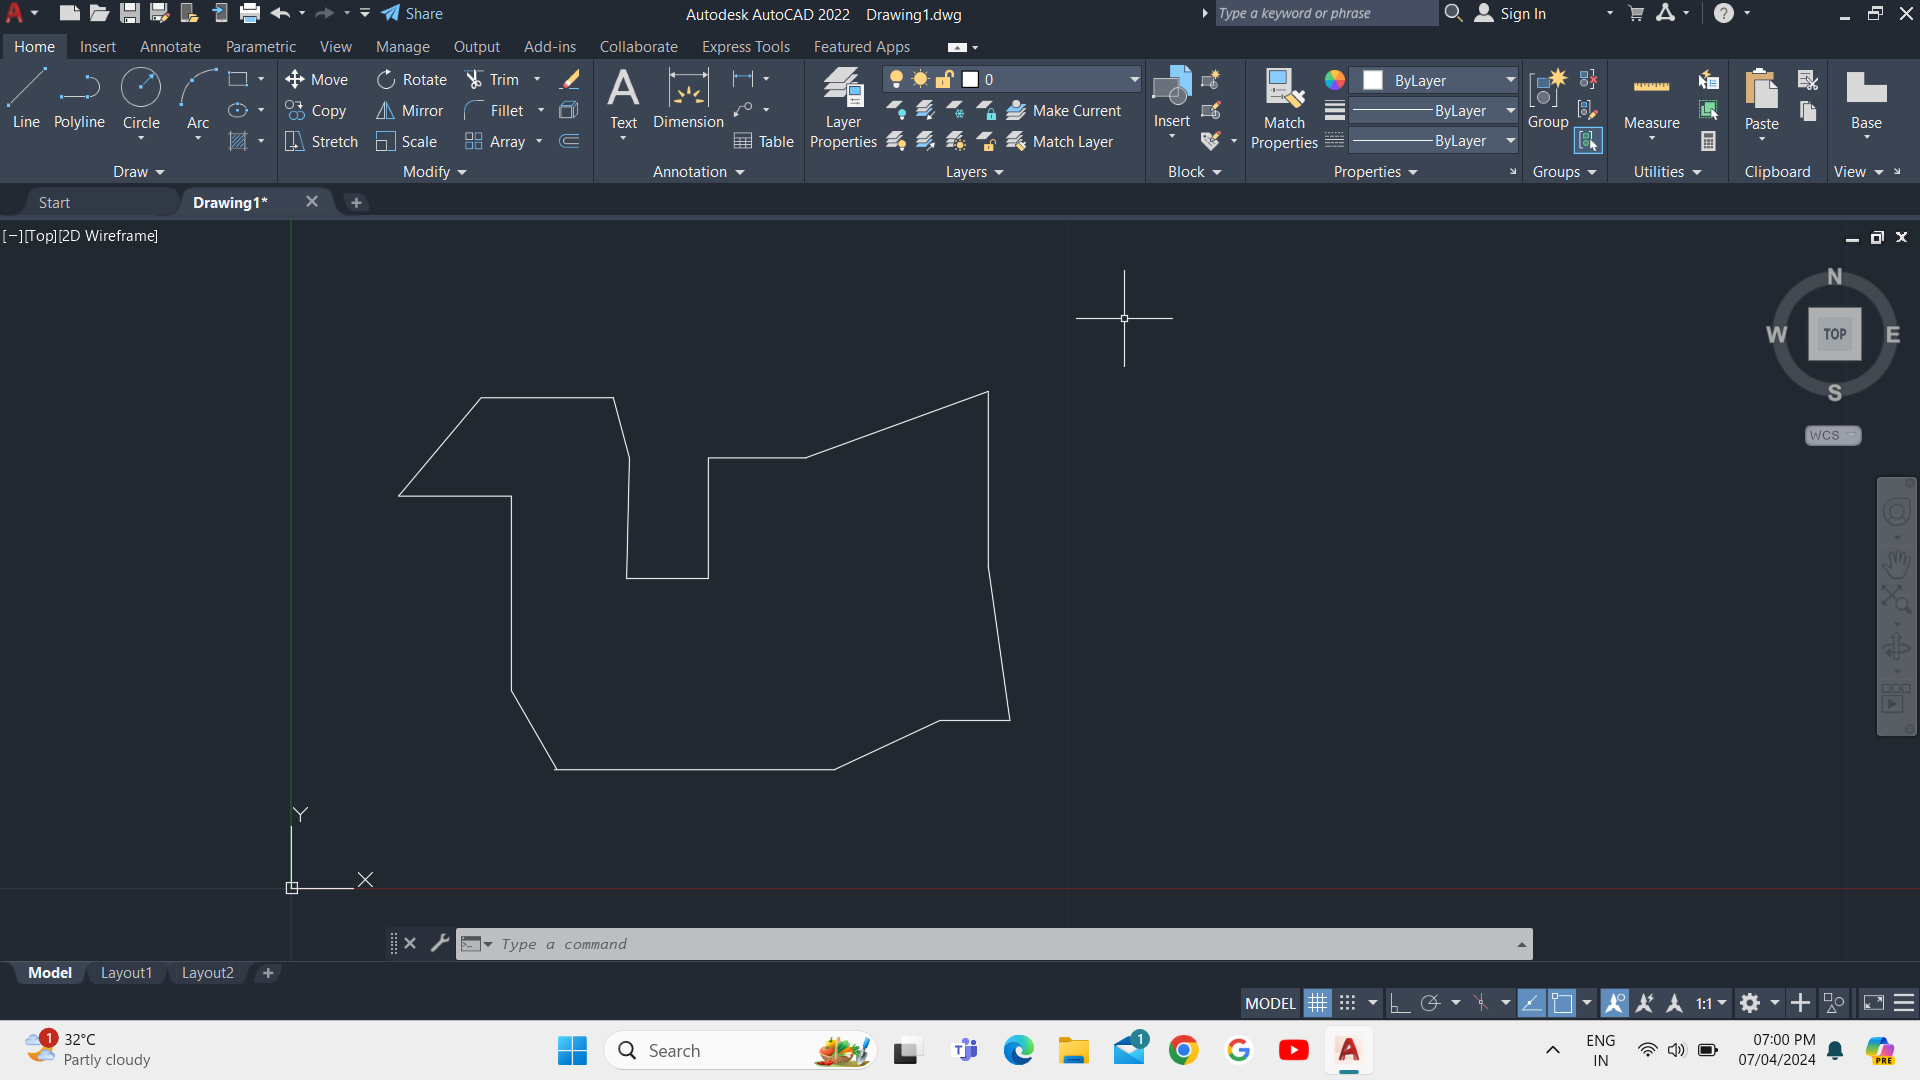 Share
Autodesk AutoCAD 2022 Drawing1.dwg
Type a keyword or phrase
Sign In
Home Insert Annotate Parametric View Manage Output Add-ins Collaborate Express Tools Featured Apps
Line Polyline Circle Arc
Move Rotate Trim
Copy Mirror Fillet
Stretch Scale Array
Text Dimension
Table
Layer Properties
0
Make Current
Match Layer
Insert
Match Properties
ByLayer
ByLayer
ByLayer
Group
Measure
Paste
Base
Draw Modify Annotation Layers Block Properties Groups Utilities Clipboard View
Start Drawing1*
[−][Top][2D Wireframe]
N
W TOP E
S
WCS
Y
X
Type a command
Model Layout1 Layout2
MODEL 1:1
1
32°C
Partly cloudy
Search
1
ENG
IN
07:00 PM
07/04/2024
PRE